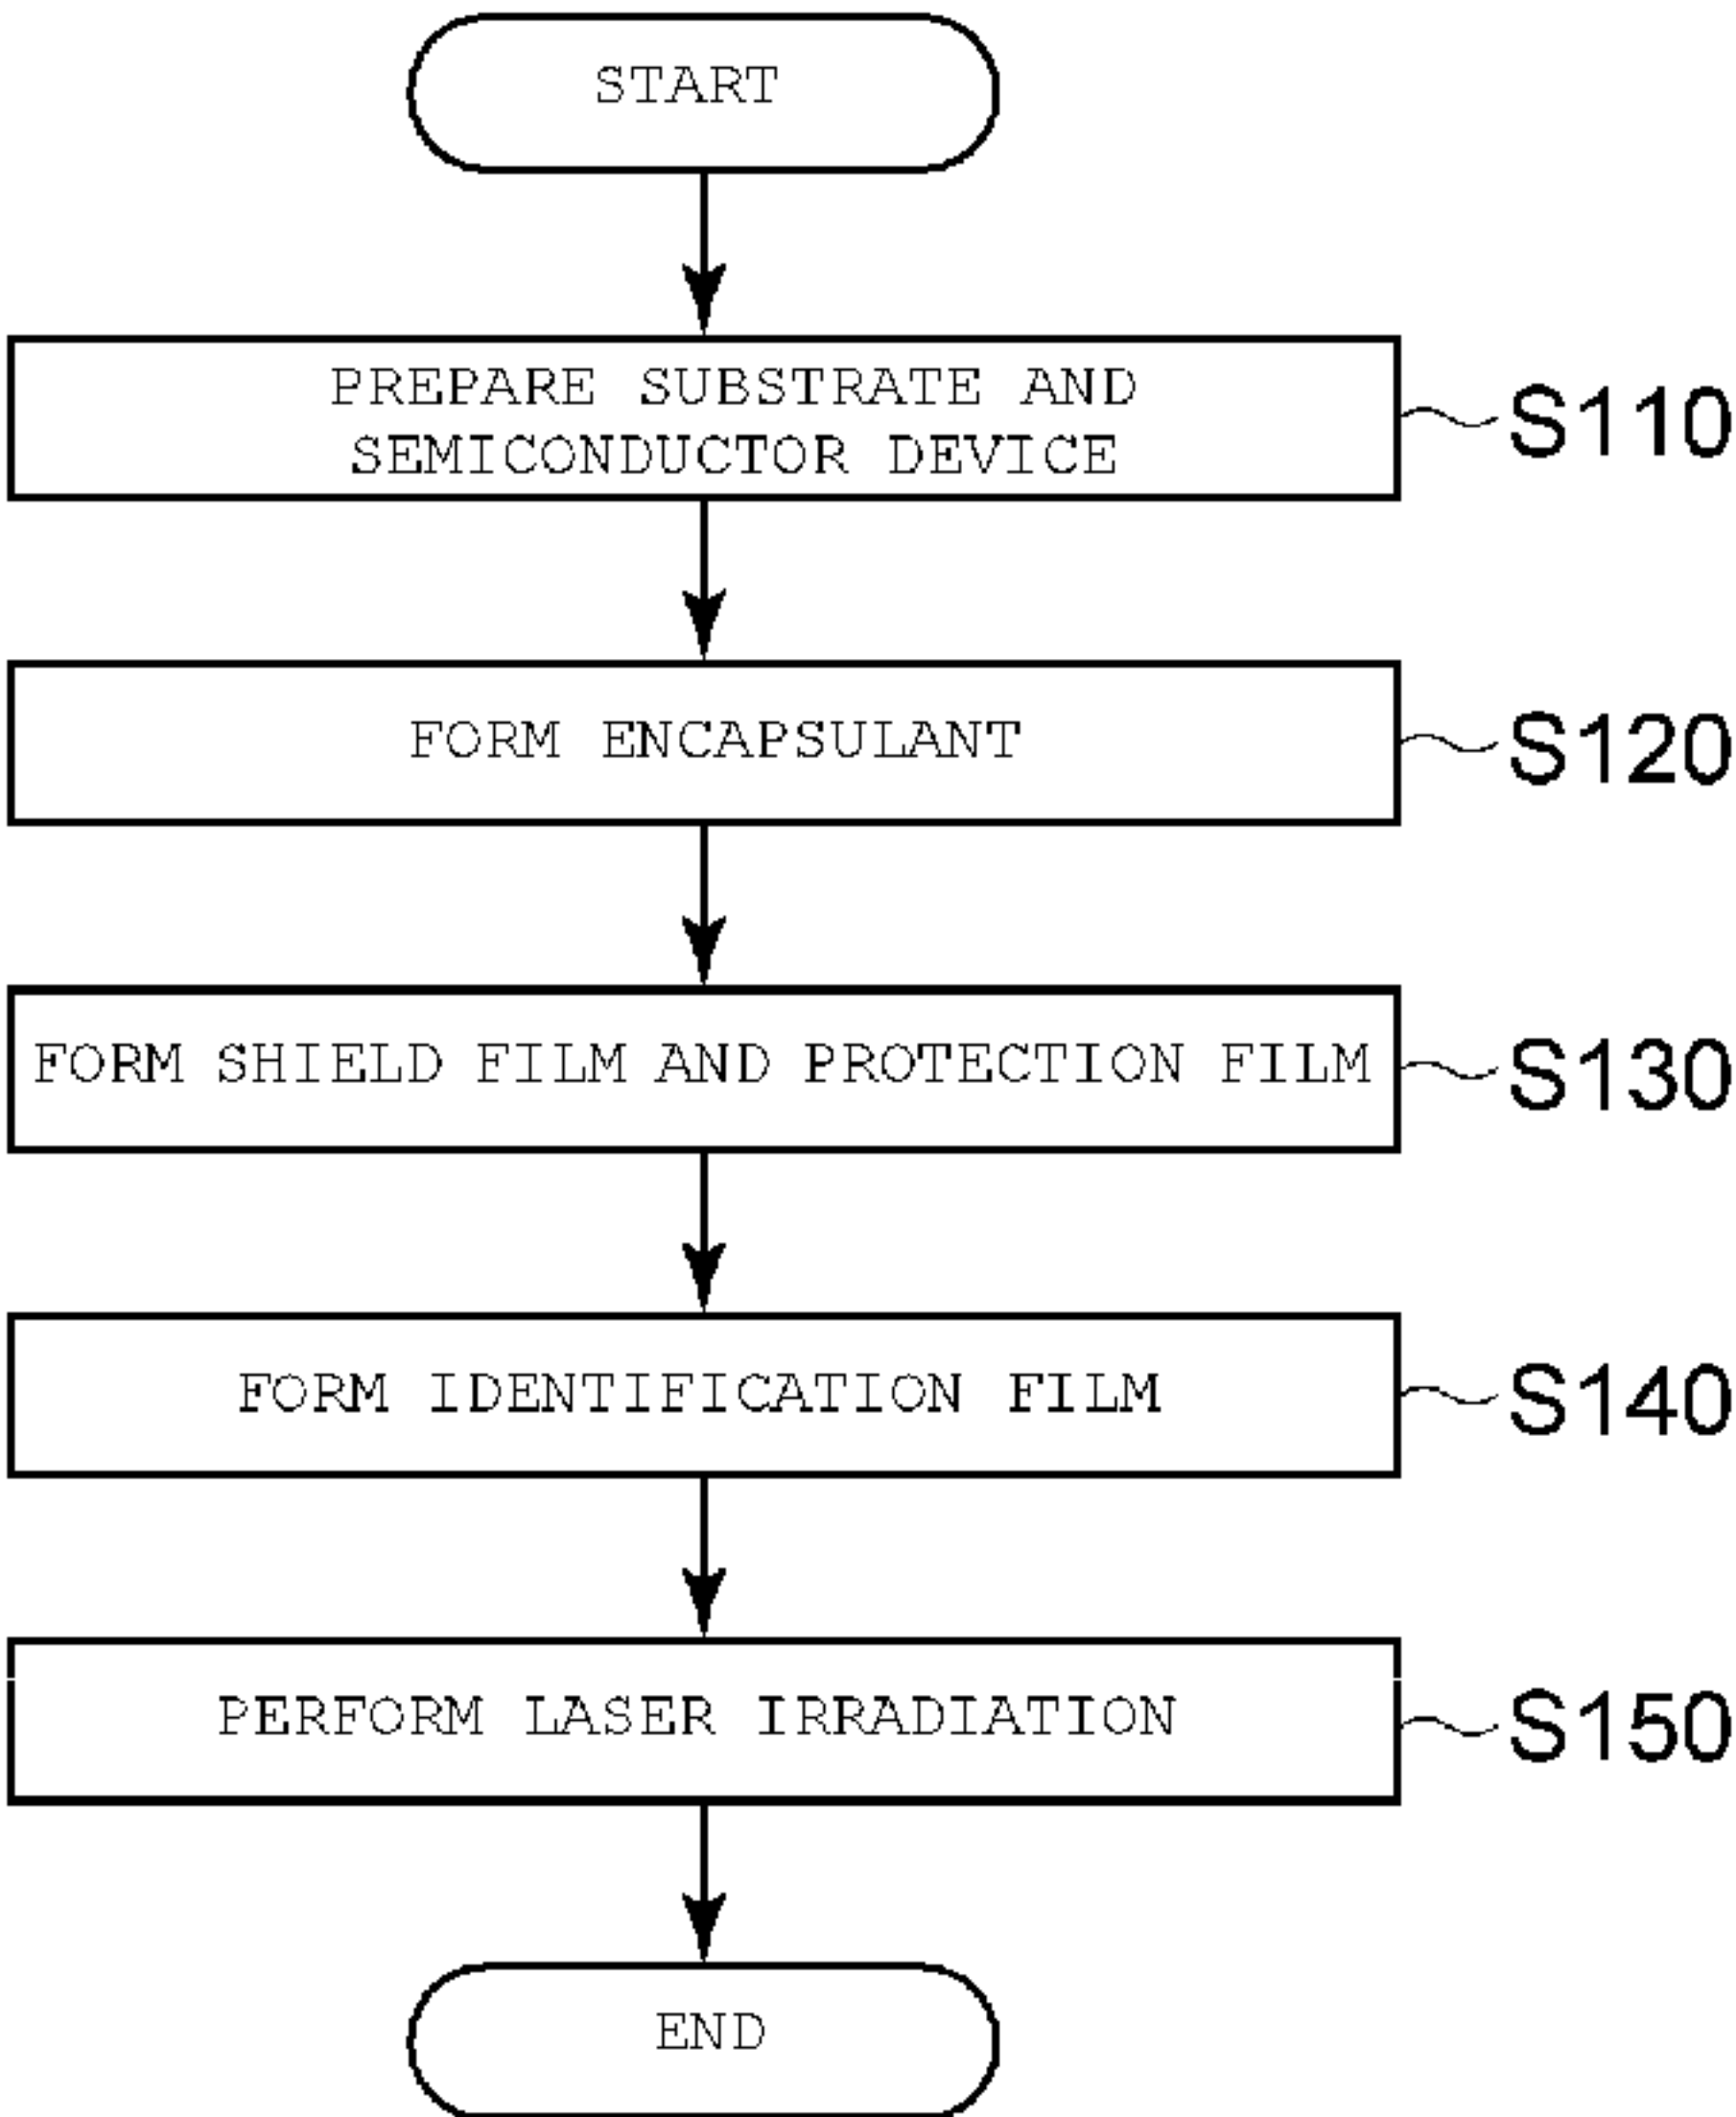 START
PREPARE SUBSTRATE AND
SEMICONDUCTOR DEVICE
S110
FORM ENCAPSULANT
S120
FORM SHIELD FILM AND PROTECTION FILM
S130
FORM IDENTIFICATION FILM
S140
PERFORM LASER IRRADIATION
S150
END